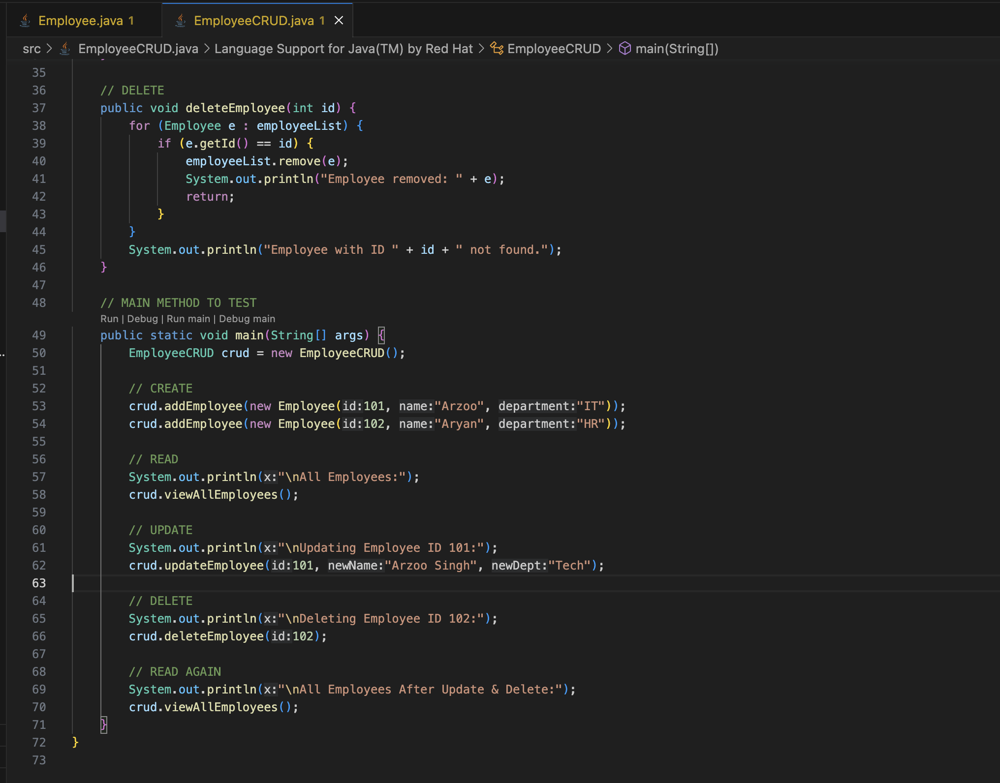 Employee.java 1
EmployeeCRUD.java 1
src > EmployeeCRUD.java > Language Support for Java(TM) by Red Hat > EmployeeCRUD > main(String[])
35
36 // DELETE
37 public void deleteEmployee(int id) {
38 for (Employee e : employeeList) {
39 if (e.getId() == id) {
40 employeeList.remove(e);
41 System.out.println("Employee removed: " + e);
42 return;
43 }
44 }
45 System.out.println("Employee with ID " + id + " not found.");
46 }
47
48 // MAIN METHOD TO TEST
Run | Debug | Run main | Debug main
49 public static void main(String[] args) {
50 EmployeeCRUD crud = new EmployeeCRUD();
51
52 // CREATE
53 crud.addEmployee(new Employee(id:101, name:"Arzoo", department:"IT"));
54 crud.addEmployee(new Employee(id:102, name:"Aryan", department:"HR"));
55
56 // READ
57 System.out.println(x:"\nAll Employees:");
58 crud.viewAllEmployees();
59
60 // UPDATE
61 System.out.println(x:"\nUpdating Employee ID 101:");
62 crud.updateEmployee(id:101, newName:"Arzoo Singh", newDept:"Tech");
63
64 // DELETE
65 System.out.println(x:"\nDeleting Employee ID 102:");
66 crud.deleteEmployee(id:102);
67
68 // READ AGAIN
69 System.out.println(x:"\nAll Employees After Update & Delete:");
70 crud.viewAllEmployees();
71 }
72 }
73